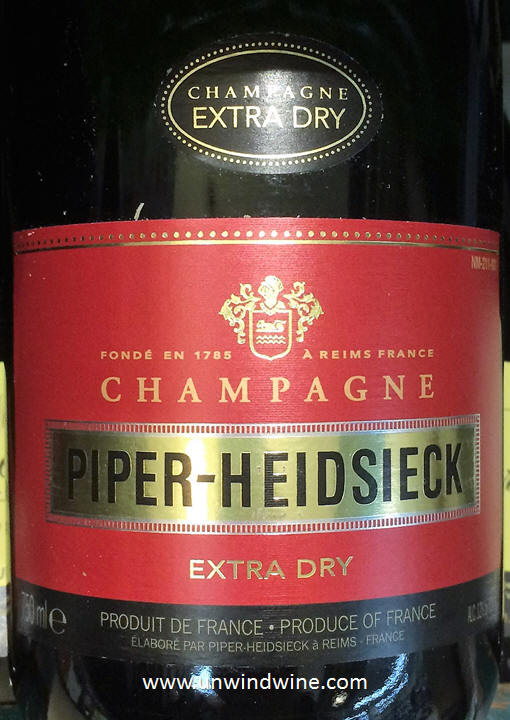 CHAMPAGNE
EXTRA DRY
FONDÉ EN 1785 À REIMS FRANCE
CHAMPAGNE
PIPER-HEIDSIECK
EXTRA DRY
750 ml e
PRODUIT DE FRANCE • PRODUCE OF FRANCE
ÉLABORÉ PAR PIPER-HEIDSIECK à REIMS - FRANCE
www.unwindwine.com